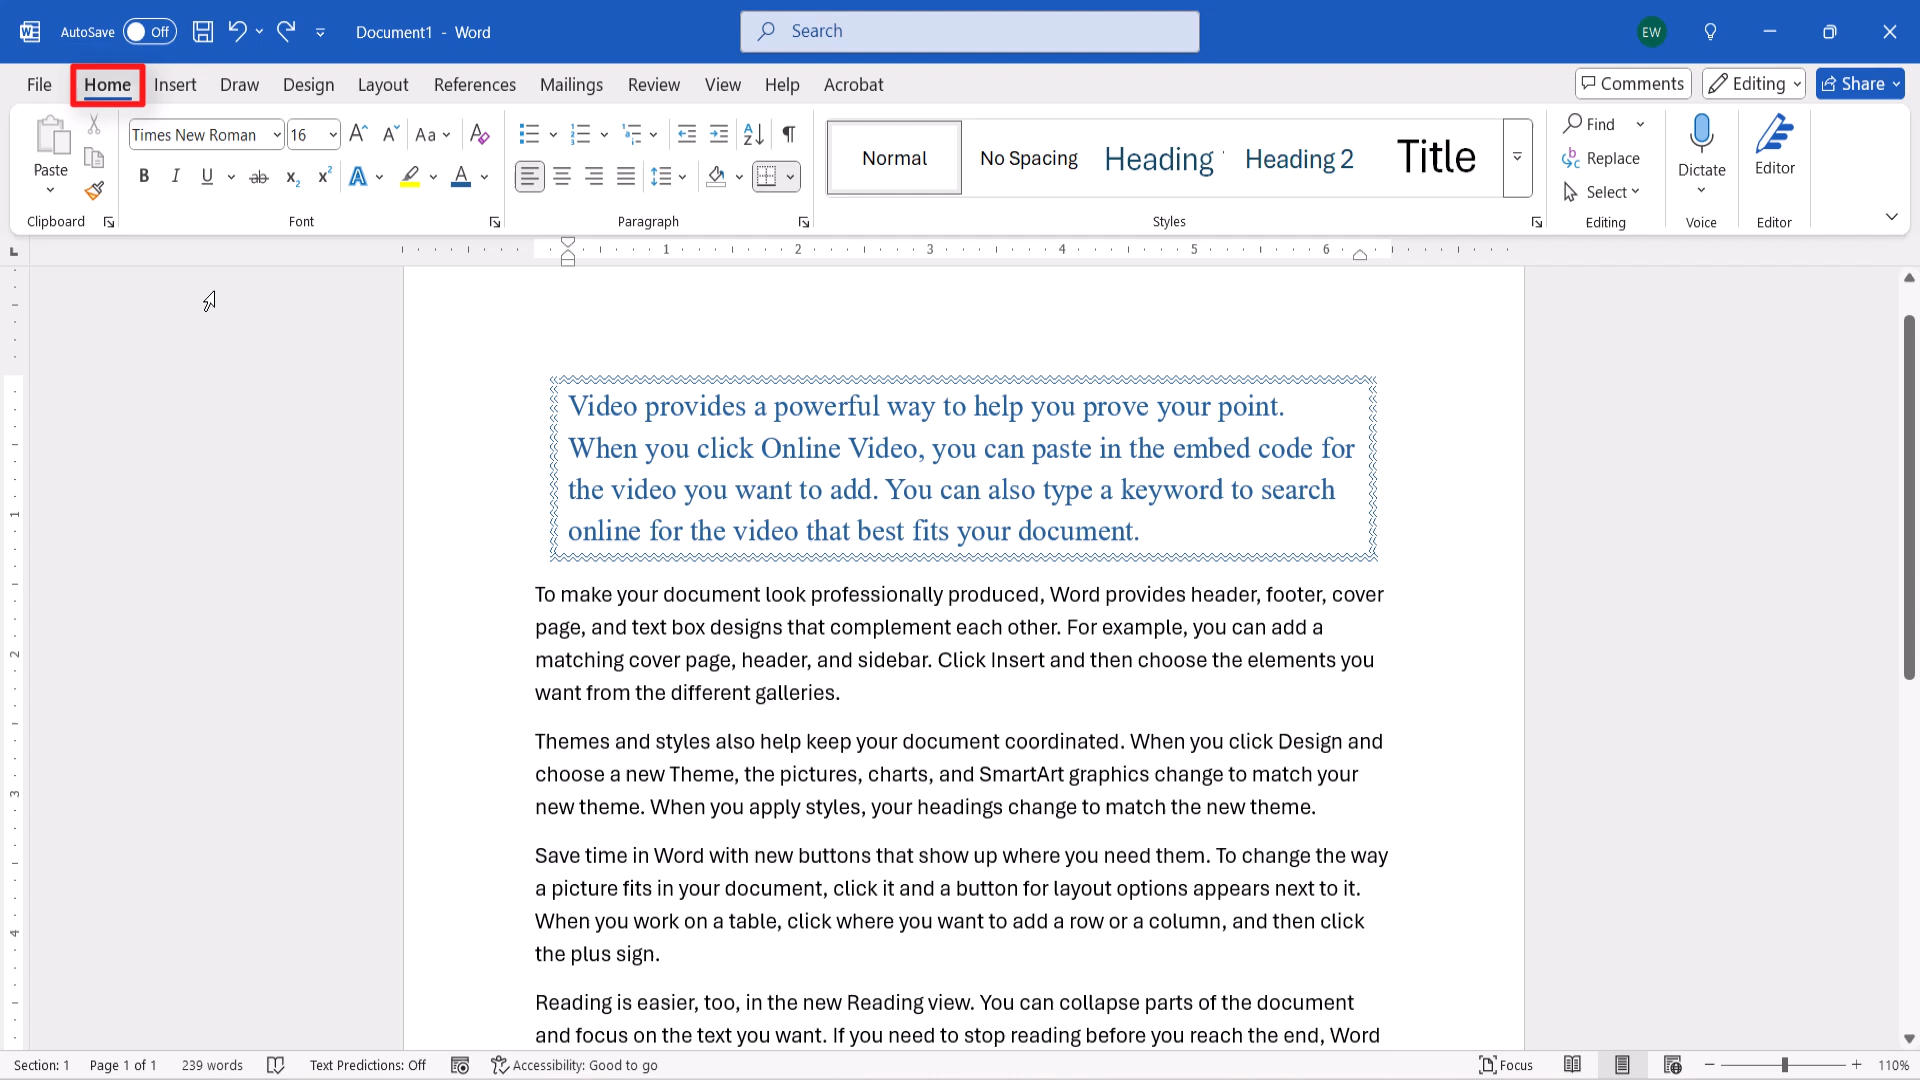 AutoSave Off Document1 - Word Search EW
File Home Insert Draw Design Layout References Mailings Review View Help Acrobat Comments Editing Share
Paste
Clipboard
Times New Roman 16 Aa
Font
Paragraph
Normal No Spacing Heading Heading 2 Title
Styles
Find
Replace
Select
Editing
Dictate
Voice
Editor
Editor
1 2 3 4 5 6
Video provides a powerful way to help you prove your point.
When you click Online Video, you can paste in the embed code for
the video you want to add. You can also type a keyword to search
online for the video that best fits your document.
To make your document look professionally produced, Word provides header, footer, cover
page, and text box designs that complement each other. For example, you can add a
matching cover page, header, and sidebar. Click Insert and then choose the elements you
want from the different galleries.
Themes and styles also help keep your document coordinated. When you click Design and
choose a new Theme, the pictures, charts, and SmartArt graphics change to match your
new theme. When you apply styles, your headings change to match the new theme.
Save time in Word with new buttons that show up where you need them. To change the way
a picture fits in your document, click it and a button for layout options appears next to it.
When you work on a table, click where you want to add a row or a column, and then click
the plus sign.
Reading is easier, too, in the new Reading view. You can collapse parts of the document
and focus on the text you want. If you need to stop reading before you reach the end, Word
1
2
3
4
Section: 1 Page 1 of 1 239 words Text Predictions: Off Accessibility: Good to go Focus 110%